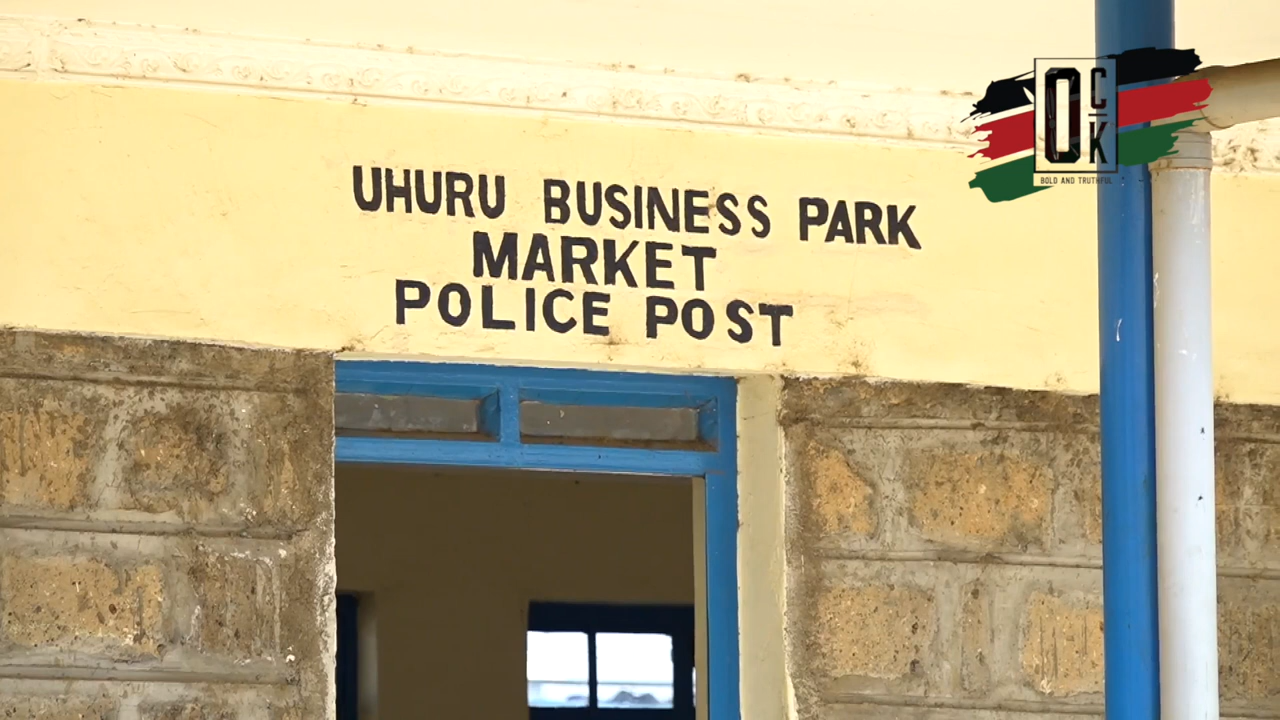 UHURU BUSINESS PARK
MARKET
POLICE POST
OCK
BOLD AND TRUTHFUL